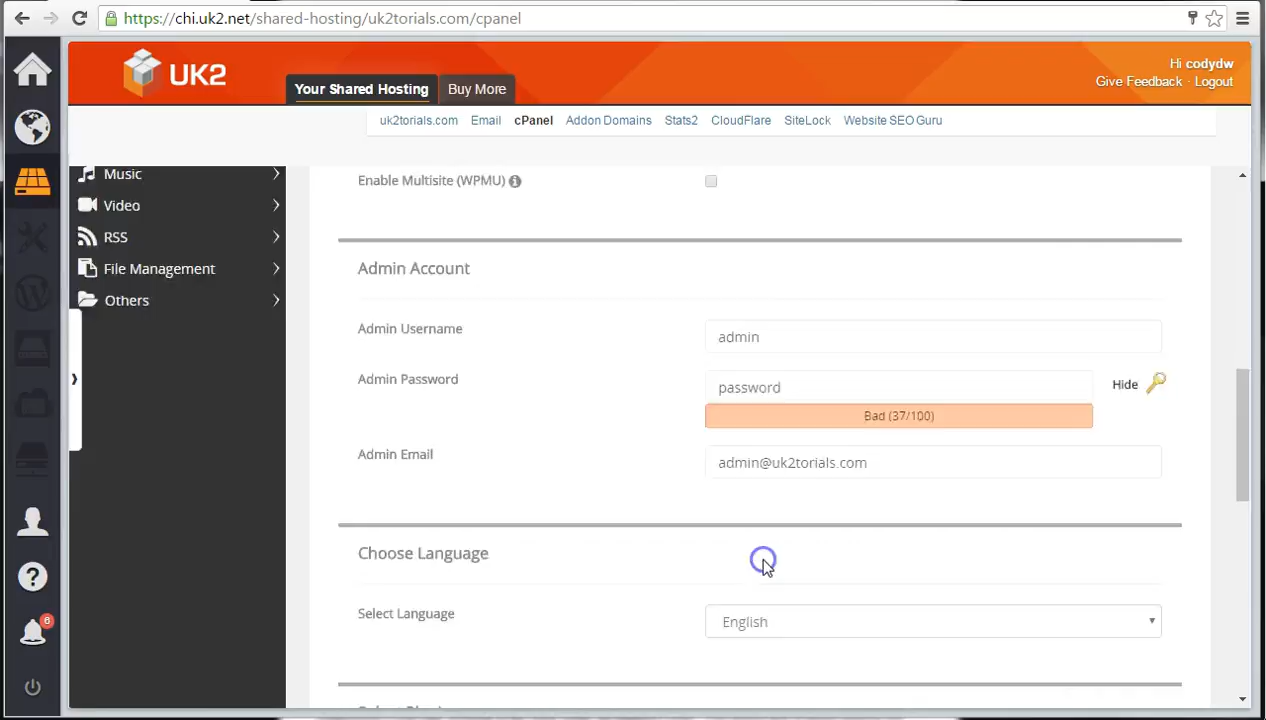 https://chi.uk2.net/shared-hosting/uk2torials.com/cpanel
UK2
Your Shared Hosting
Buy More
Hi codydw
Give Feedback · Logout
uk2torials.com
Email
cPanel
Addon Domains
Stats2
CloudFlare
SiteLock
Website SEO Guru
Music
Video
RSS
File Management
Others
Enable Multisite (WPMU)
Admin Account
Admin Username
admin
Admin Password
password
Hide
Bad (37/100)
Admin Email
admin@uk2torials.com
Choose Language
Select Language
English
6